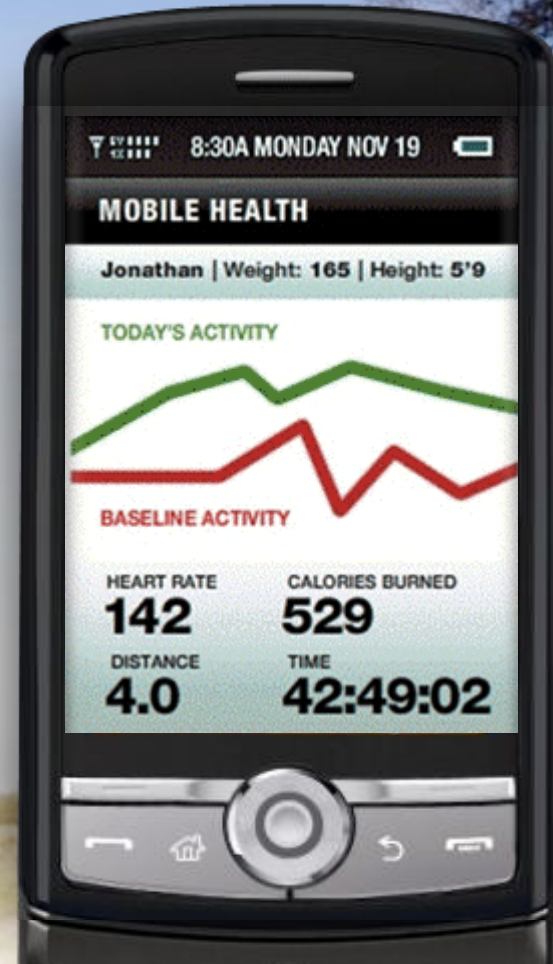 8:30A MONDAY NOV 19
MOBILE HEALTH
Jonathan | Weight: 165 | Height: 5'9
TODAY'S ACTIVITY
BASELINE ACTIVITY
HEART RATE CALORIES BURNED
142 529
DISTANCE TIME
4.0 42:49:02